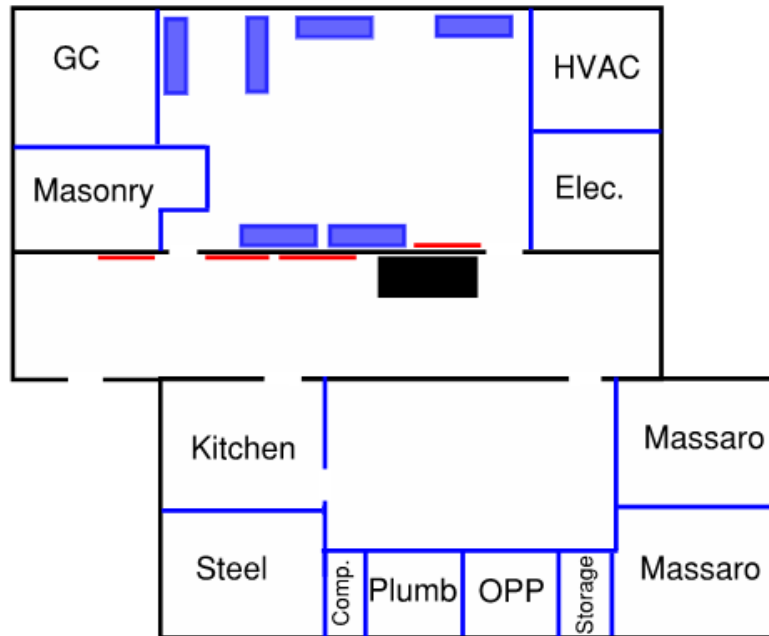 GC
HVAC
Masonry
Elec.
Kitchen
Massaro
Steel
Comp.
Plumb
OPP
Storage
Massaro